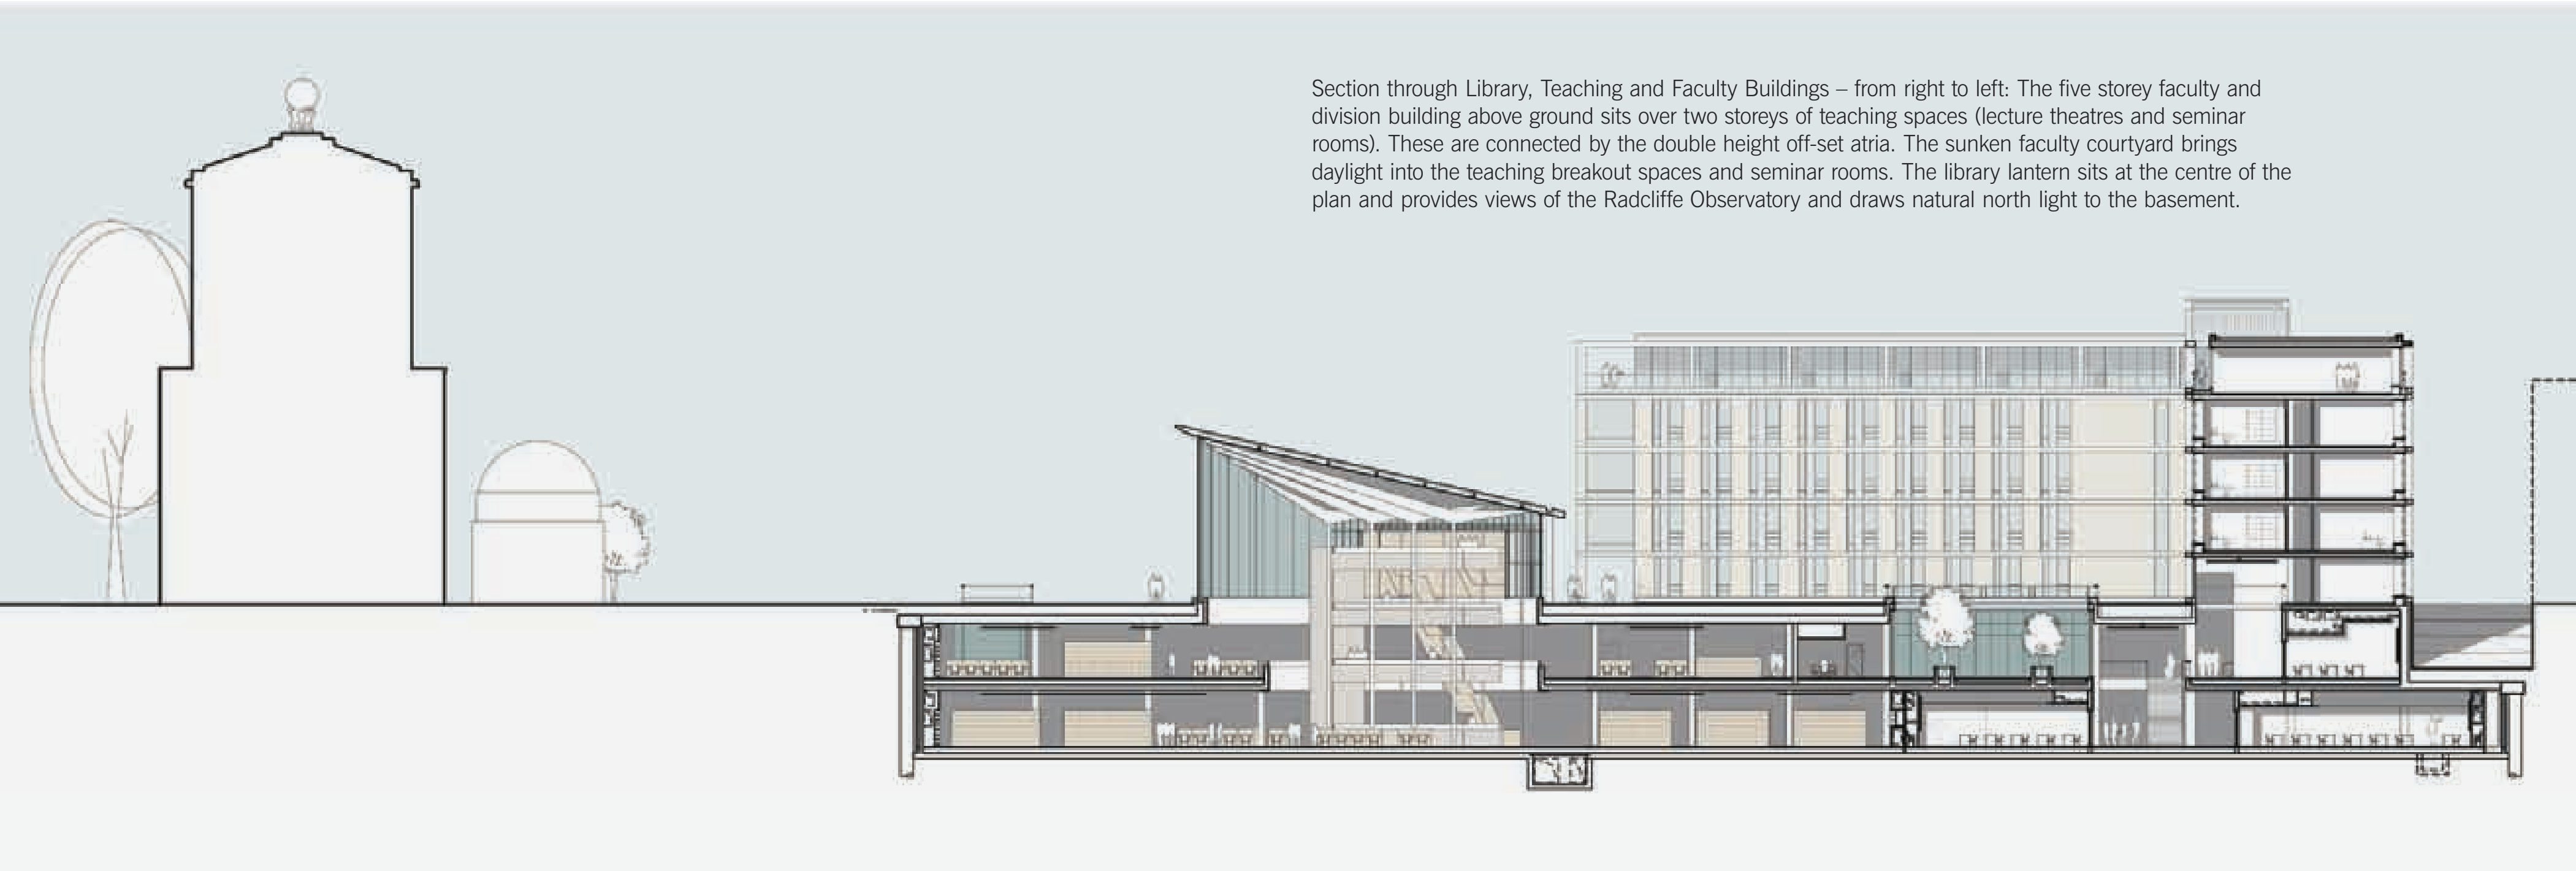 Section through Library, Teaching and Faculty Buildings – from right to left: The five storey faculty and
division building above ground sits over two storeys of teaching spaces (lecture theatres and seminar
rooms). These are connected by the double height off-set atria. The sunken faculty courtyard brings
daylight into the teaching breakout spaces and seminar rooms. The library lantern sits at the centre of the
plan and provides views of the Radcliffe Observatory and draws natural north light to the basement.